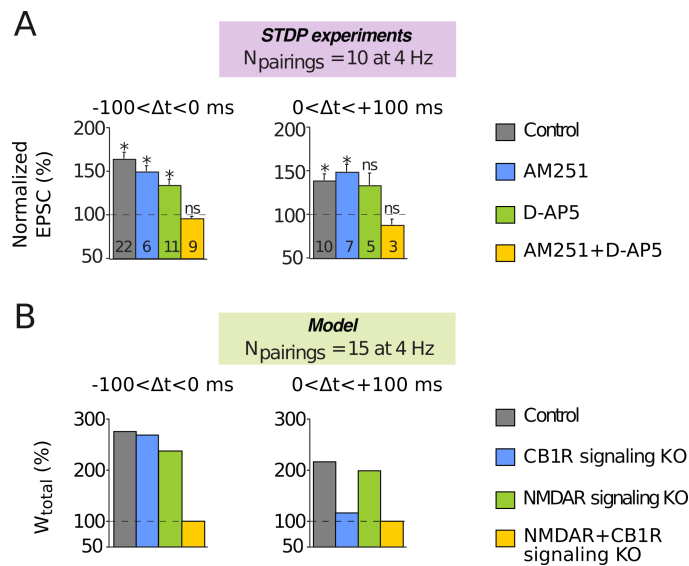 A
STDP experiments
Npairings = 10 at 4 Hz
-100<Δt<0 ms
0<Δt<+100 ms
Normalized
EPSC (%)
200
150
100
50
*
*
*
ns
22
6
11
9
200
150
100
50
*
*
ns
ns
10
7
5
3
Control
AM251
D-AP5
AM251+D-AP5
B
Model
Npairings = 15 at 4 Hz
-100<Δt<0 ms
0<Δt<+100 ms
Wtotal (%)
300
200
100
50
300
200
100
50
Control
CB1R signaling KO
NMDAR signaling KO
NMDAR+CB1R
signaling KO